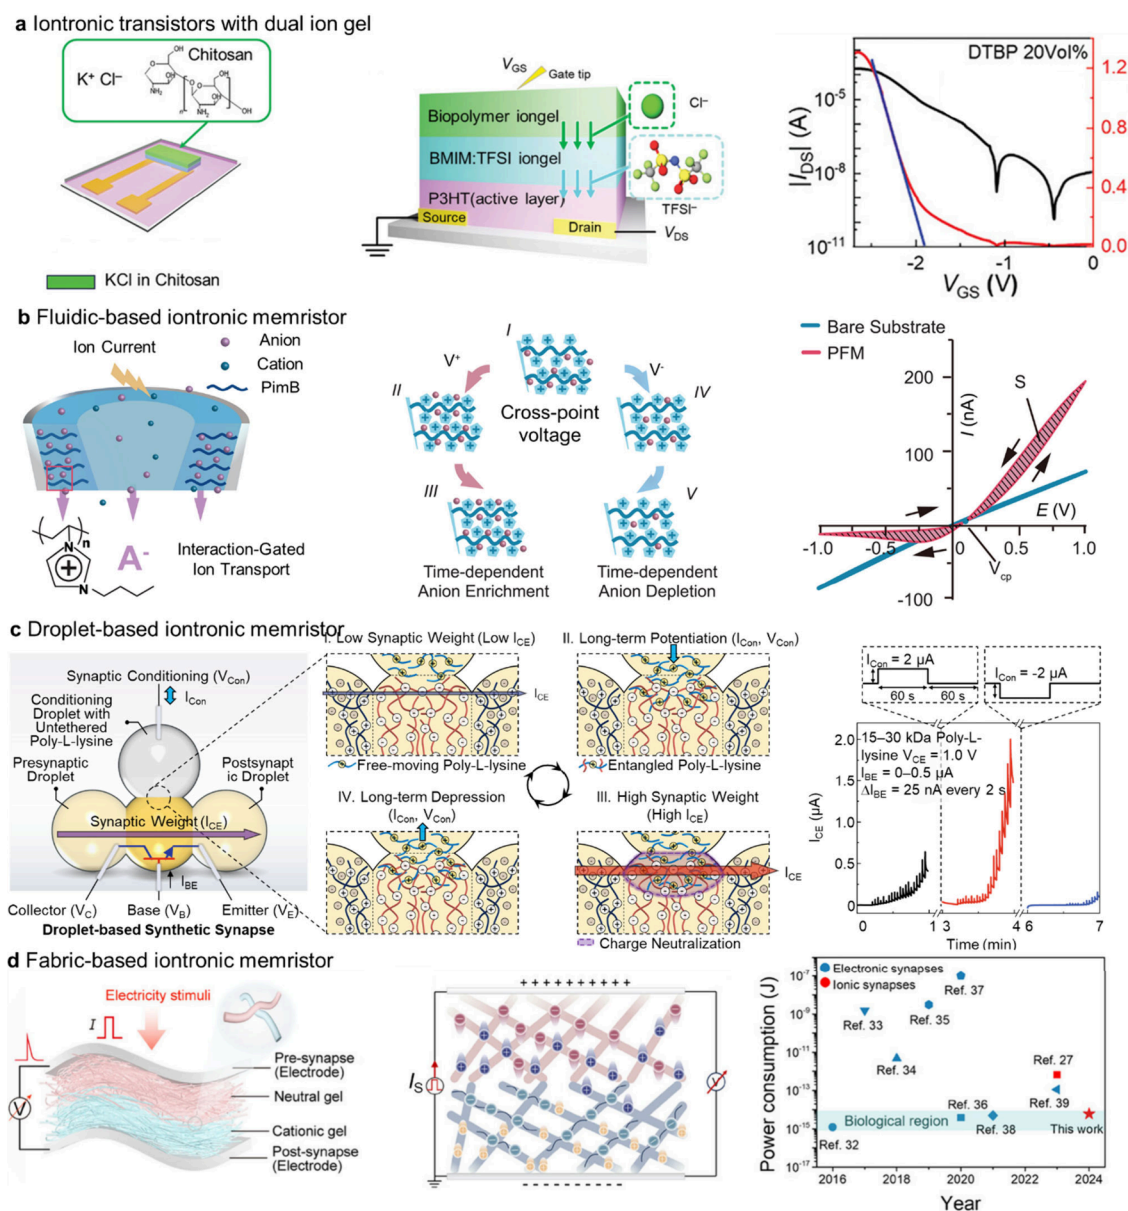 a Iontronic transistors with dual ion gel
K⁺ Cl⁻
Chitosan
OH
OH
O
OH
NH₂
n
O
OH
NH₂
OH
KCl in Chitosan
V_GS
Gate tip
Biopolymer iongel
BMIM:TFSI iongel
P3HT(active layer)
Source
Drain
V_DS
Cl⁻
TFSI⁻
DTBP 20Vol%
|I_DS| (A)
10⁻⁵
10⁻⁸
10⁻¹¹
1.2
0.8
0.4
0.0
-2
-1
0
V_GS (V)
b Fluidic-based iontronic memristor
Ion Current
Anion
Cation
PimB
n
N
N
A⁻
Interaction-Gated
Ion Transport
I
V⁺
V⁻
II
IV
Cross-point
voltage
III
V
Time-dependent
Anion Enrichment
Time-dependent
Anion Depletion
Bare Substrate
PFM
I (nA)
200
100
-100
S
E (V)
-1.0
-0.5
0
0.5
1.0
V_cp
c Droplet-based iontronic memristor
Synaptic Conditioning (V_Con)
I_Con
Conditioning
Droplet with
Untethered
Poly-L-lysine
Presynaptic
Droplet
Postsynapt
ic Droplet
Synaptic Weight (I_CE)
I_BE
Collector (V_C)
Base (V_B)
Emitter (V_E)
Droplet-based Synthetic Synapse
I. Low Synaptic Weight (Low I_CE)
I_CE
Free-moving Poly-L-lysine
II. Long-term Potentiation (I_Con, V_Con)
Entangled Poly-L-lysine
IV. Long-term Depression
(I_Con, V_Con)
III. High Synaptic Weight
(High I_CE)
I_CE
Charge Neutralization
I_Con = 2 μA
60 s
60 s
I_Con = -2 μA
15–30 kDa Poly-L-
lysine V_CE = 1.0 V
I_BE = 0–0.5 μA
ΔI_BE = 25 nA every 2 s
I_CE (μA)
2.0
1.5
1.0
0.5
0
0
1
3
4
6
7
Time (min)
d Fabric-based iontronic memristor
Electricity stimuli
I
V
Pre-synapse
(Electrode)
Neutral gel
Cationic gel
Post-synapse
(Electrode)
+ + + + + + + + + +
I_S
V
- - - - - - - - - -
Power consumption (J)
10⁻⁷
10⁻⁹
10⁻¹¹
10⁻¹³
10⁻¹⁵
10⁻¹⁷
Electronic synapses
Ionic synapses
Ref. 37
Ref. 33
Ref. 35
Ref. 34
Ref. 27
Ref. 36
Ref. 39
Biological region
Ref. 38
This work
Ref. 32
2016
2018
2020
2022
2024
Year